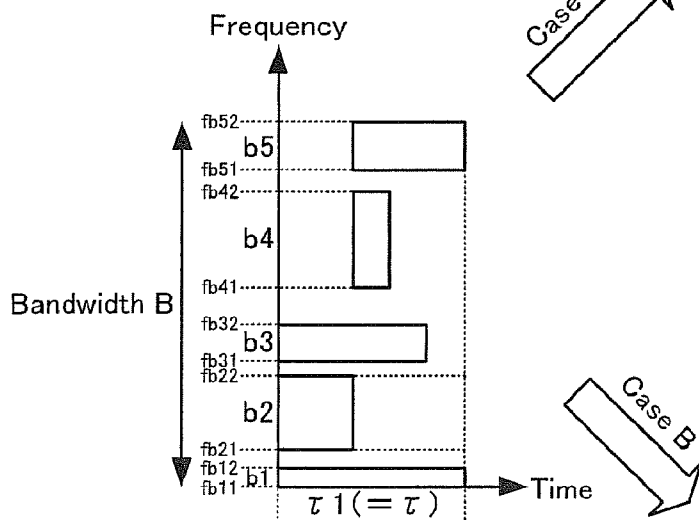 Frequency
Case
fb52
b5
fb51
fb42
b4
fb41
Bandwidth B
fb32
b3
fb31
fb22
b2
fb21
fb12
b1
fb11
Time
τ1(=τ)
Case B